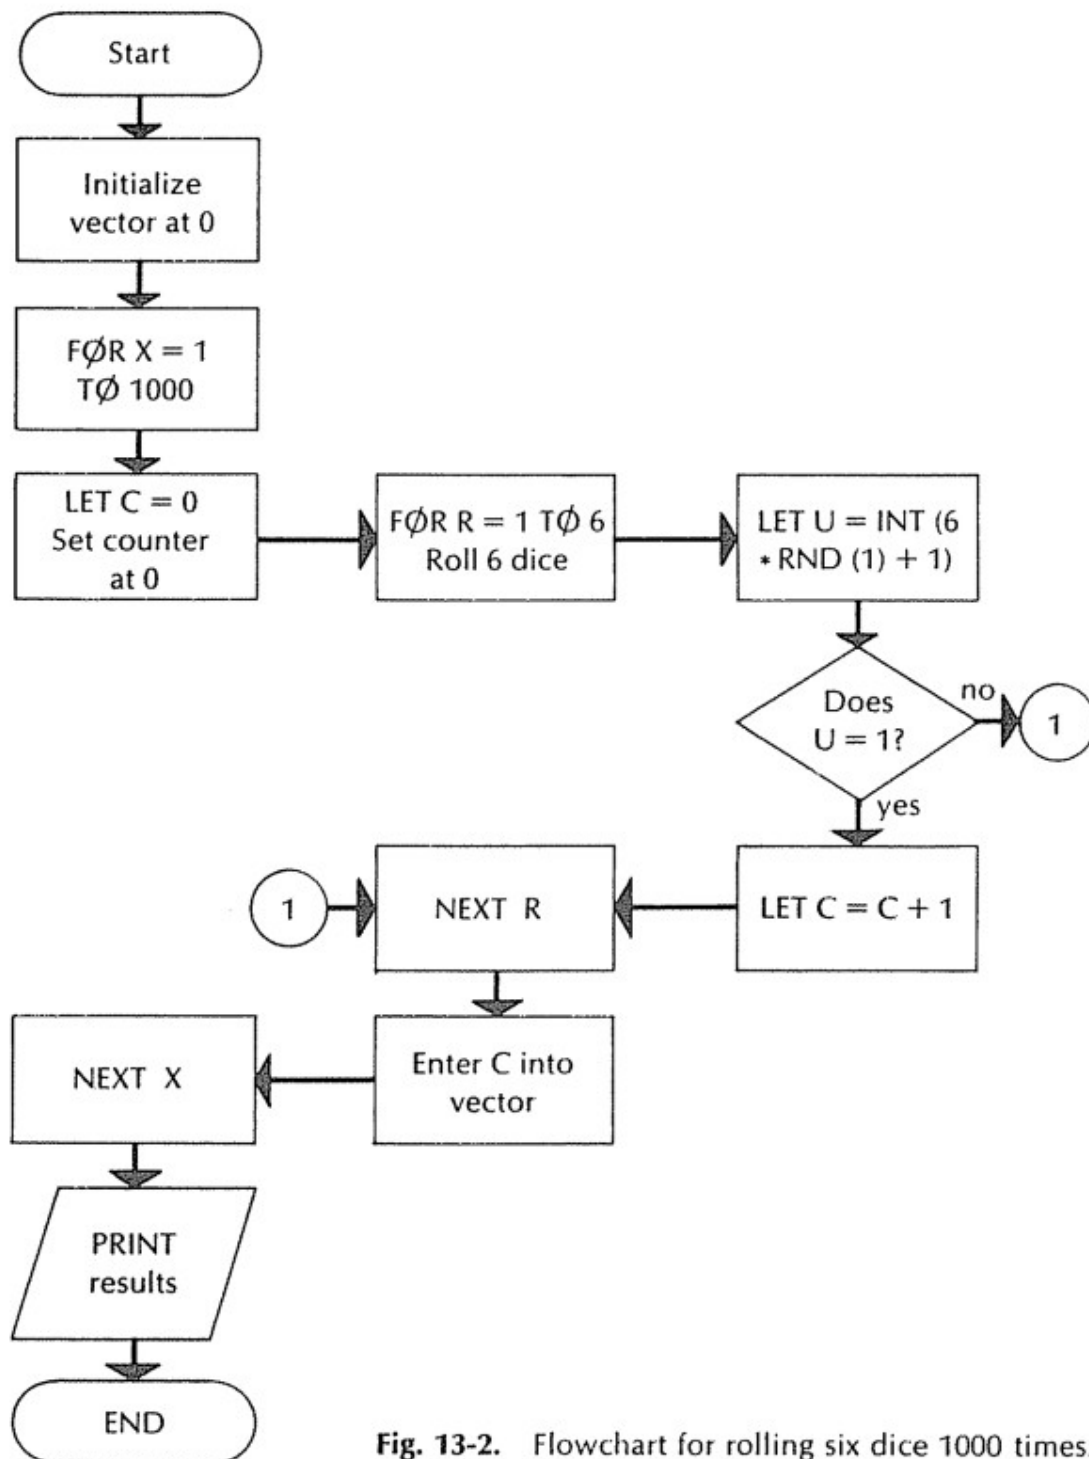 Start
Initialize
vector at 0
FØR X = 1
TØ 1000
LET C = 0
Set counter
at 0
FØR R = 1 TØ 6
Roll 6 dice
LET U = INT (6
* RND (1) + 1)
Does
U = 1?
no
1
yes
LET C = C + 1
NEXT R
1
Enter C into
vector
NEXT X
PRINT
results
END
Fig. 13-2. Flowchart for rolling six dice 1000 times